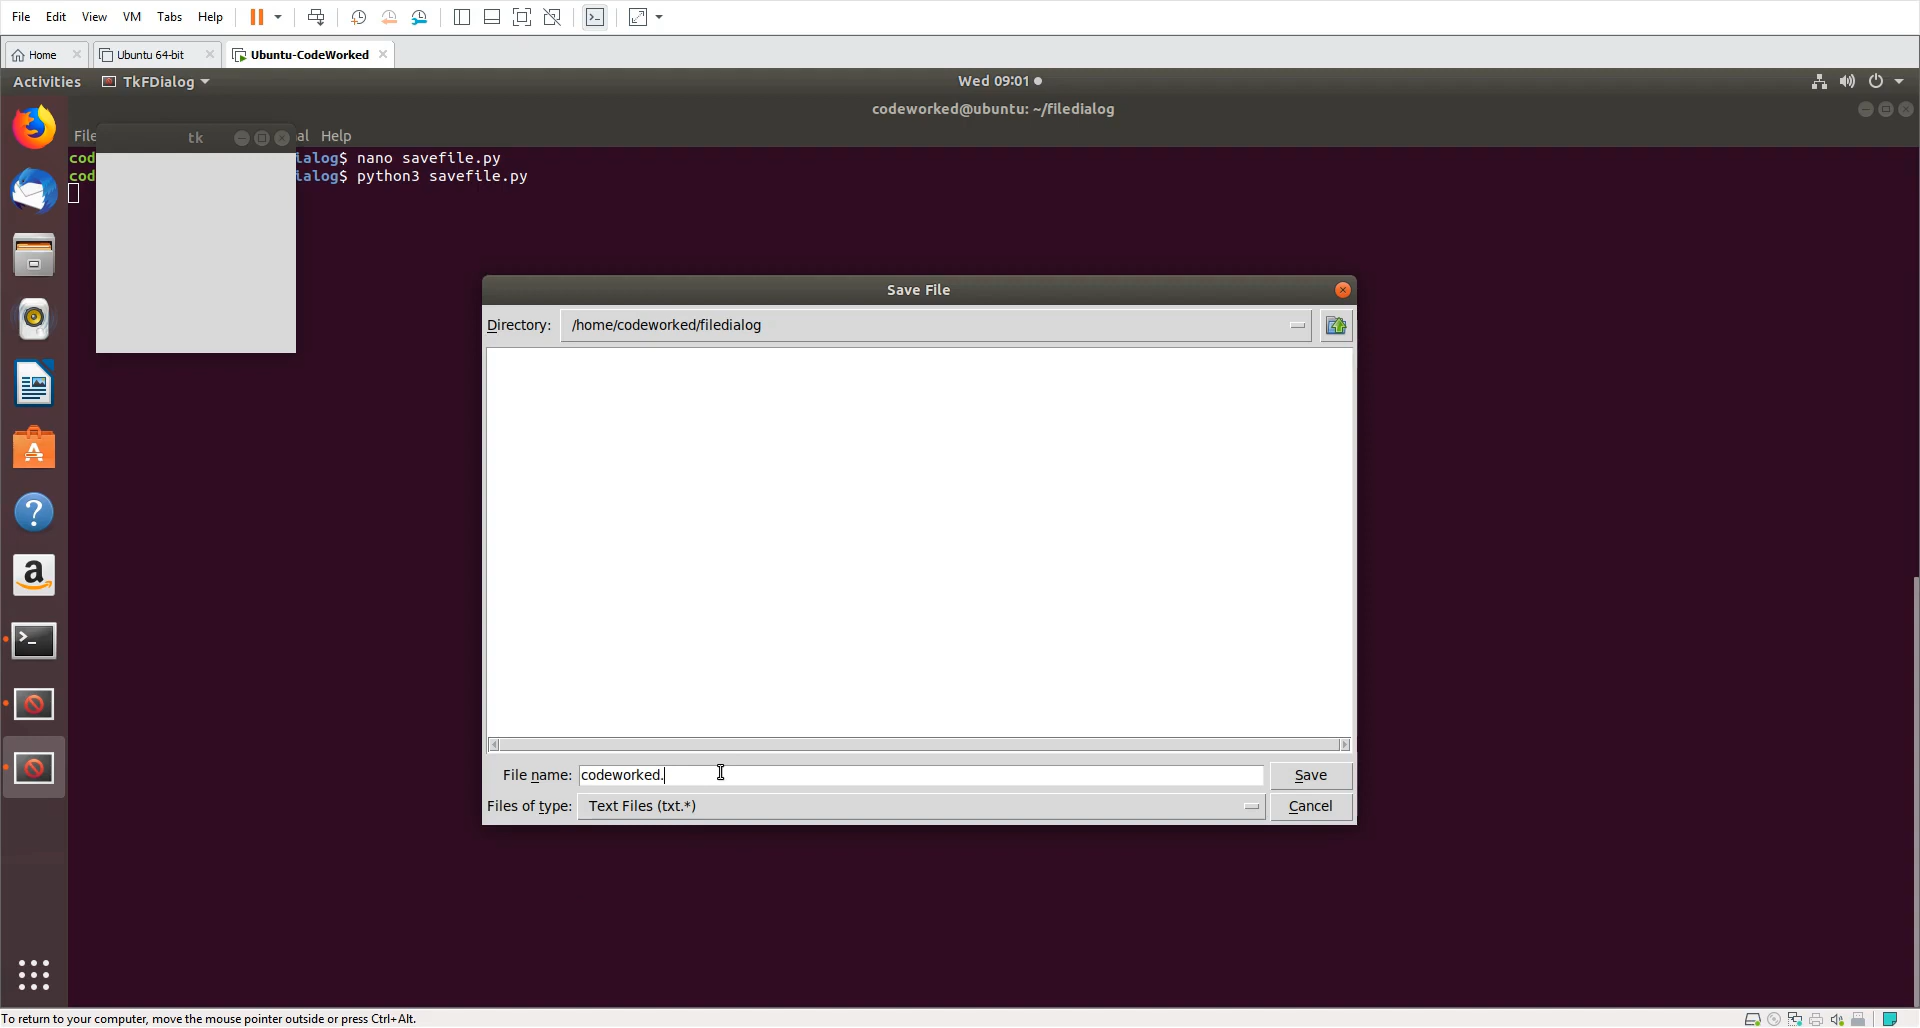 File Edit View VM Tabs Help
Home Ubuntu 64-bit Ubuntu-CodeWorked
Activities TkFDialog Wed 09:01
codeworked@ubuntu: ~/filedialog
File tk al Help
cod ialog$ nano savefile.py
cod ialog$ python3 savefile.py
Save File
Directory: /home/codeworked/filedialog
File name: codeworked. Save
Files of type: Text Files (txt.*) Cancel
To return to your computer, move the mouse pointer outside or press Ctrl+Alt.